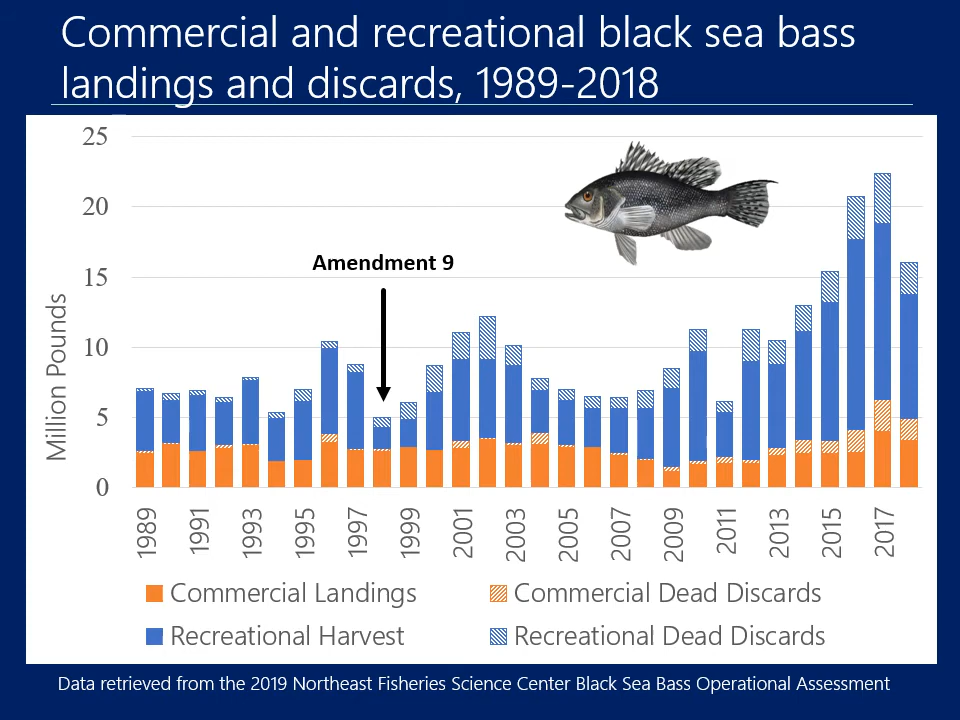 Commercial and recreational black sea bass
landings and discards, 1989-2018
25
20
15
10
5
0
Million Pounds
Amendment 9
1989
1991
1993
1995
1997
1999
2001
2003
2005
2007
2009
2011
2013
2015
2017
Commercial Landings
Commercial Dead Discards
Recreational Harvest
Recreational Dead Discards
Data retrieved from the 2019 Northeast Fisheries Science Center Black Sea Bass Operational Assessment